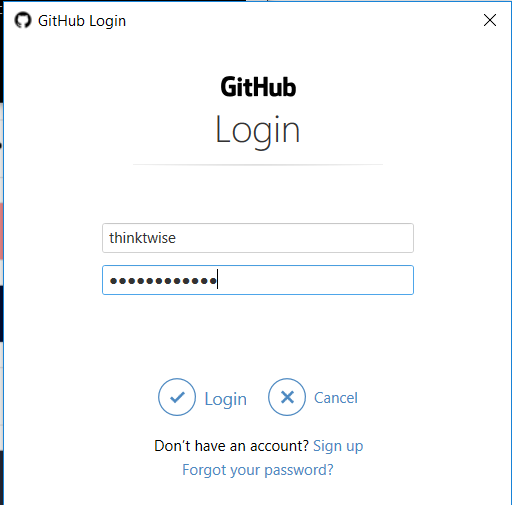 GitHub Login
GitHub
Login
thinktwise
●●●●●●●●●●●●
Login Cancel
Don't have an account? Sign up
Forgot your password?